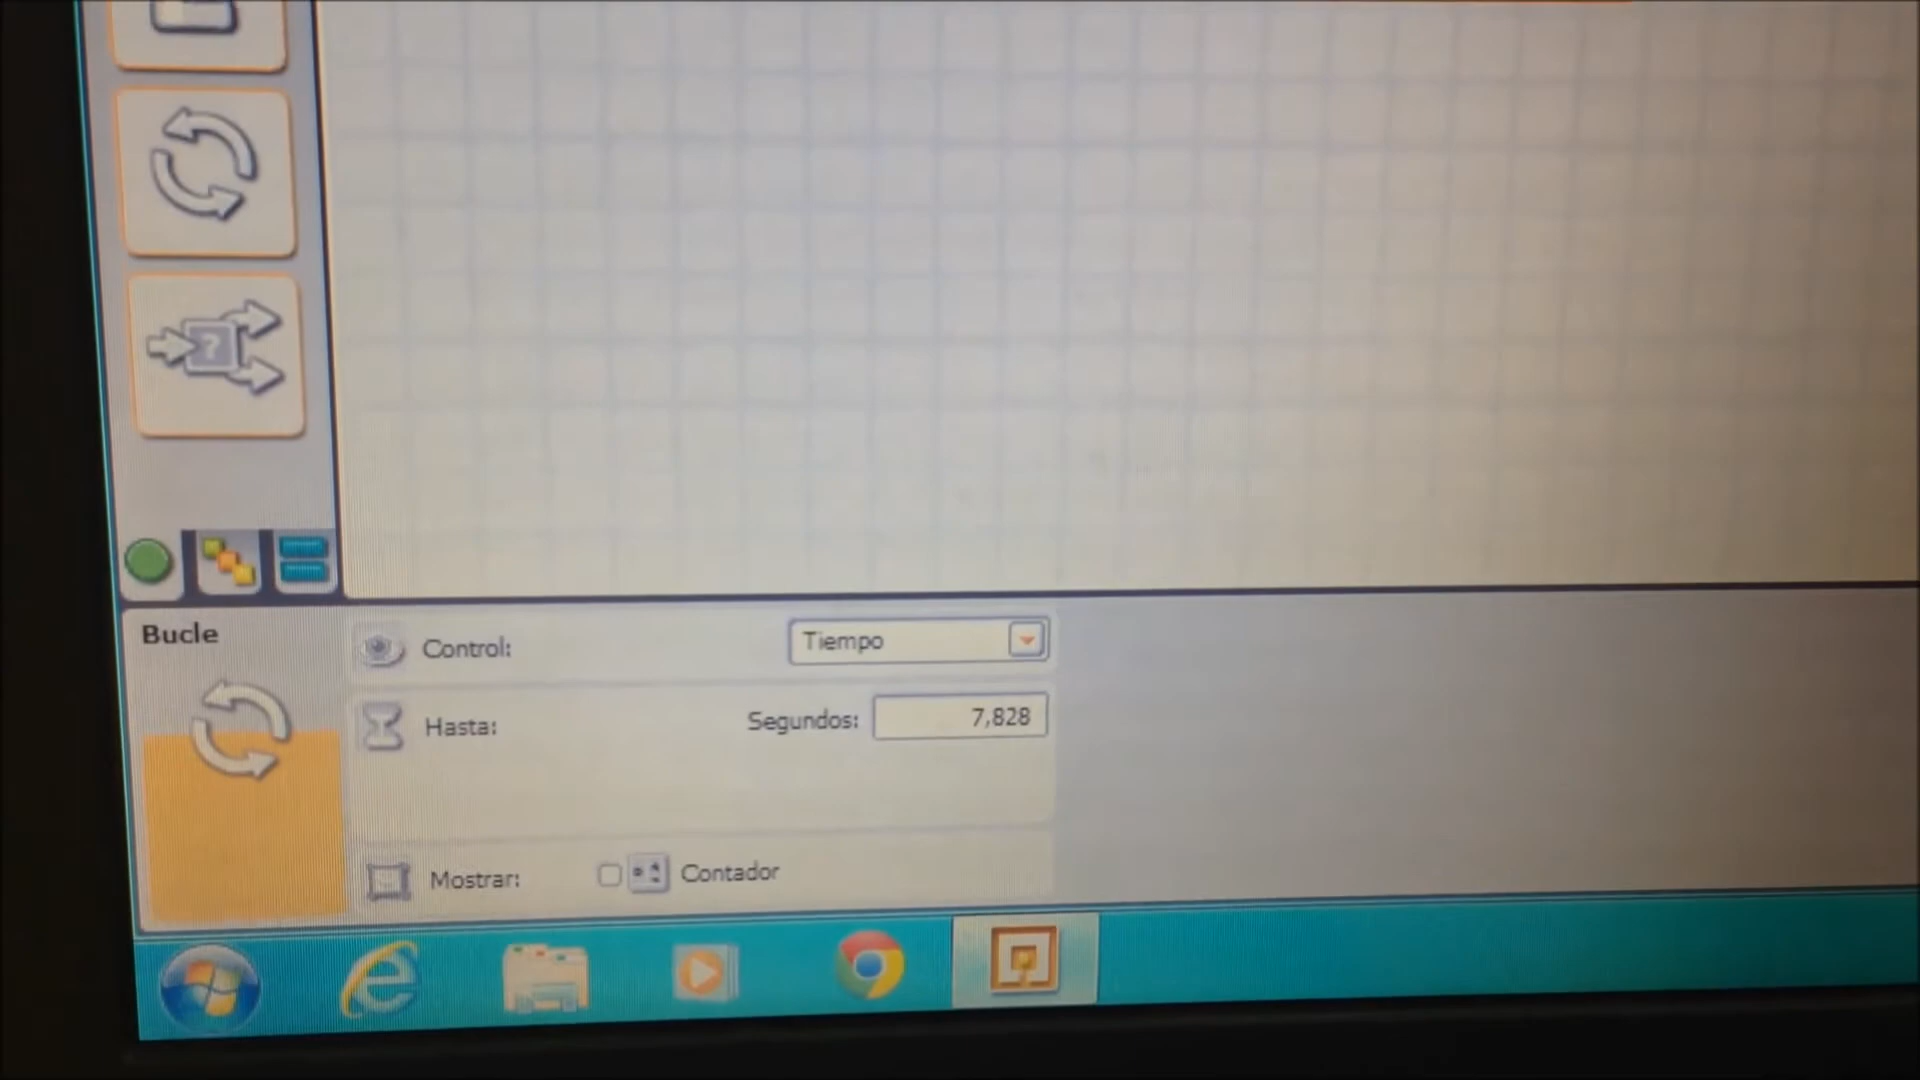 Bucle
Control:
Tiempo
Hasta:
Segundos: 7,828
Mostrar:
Contador